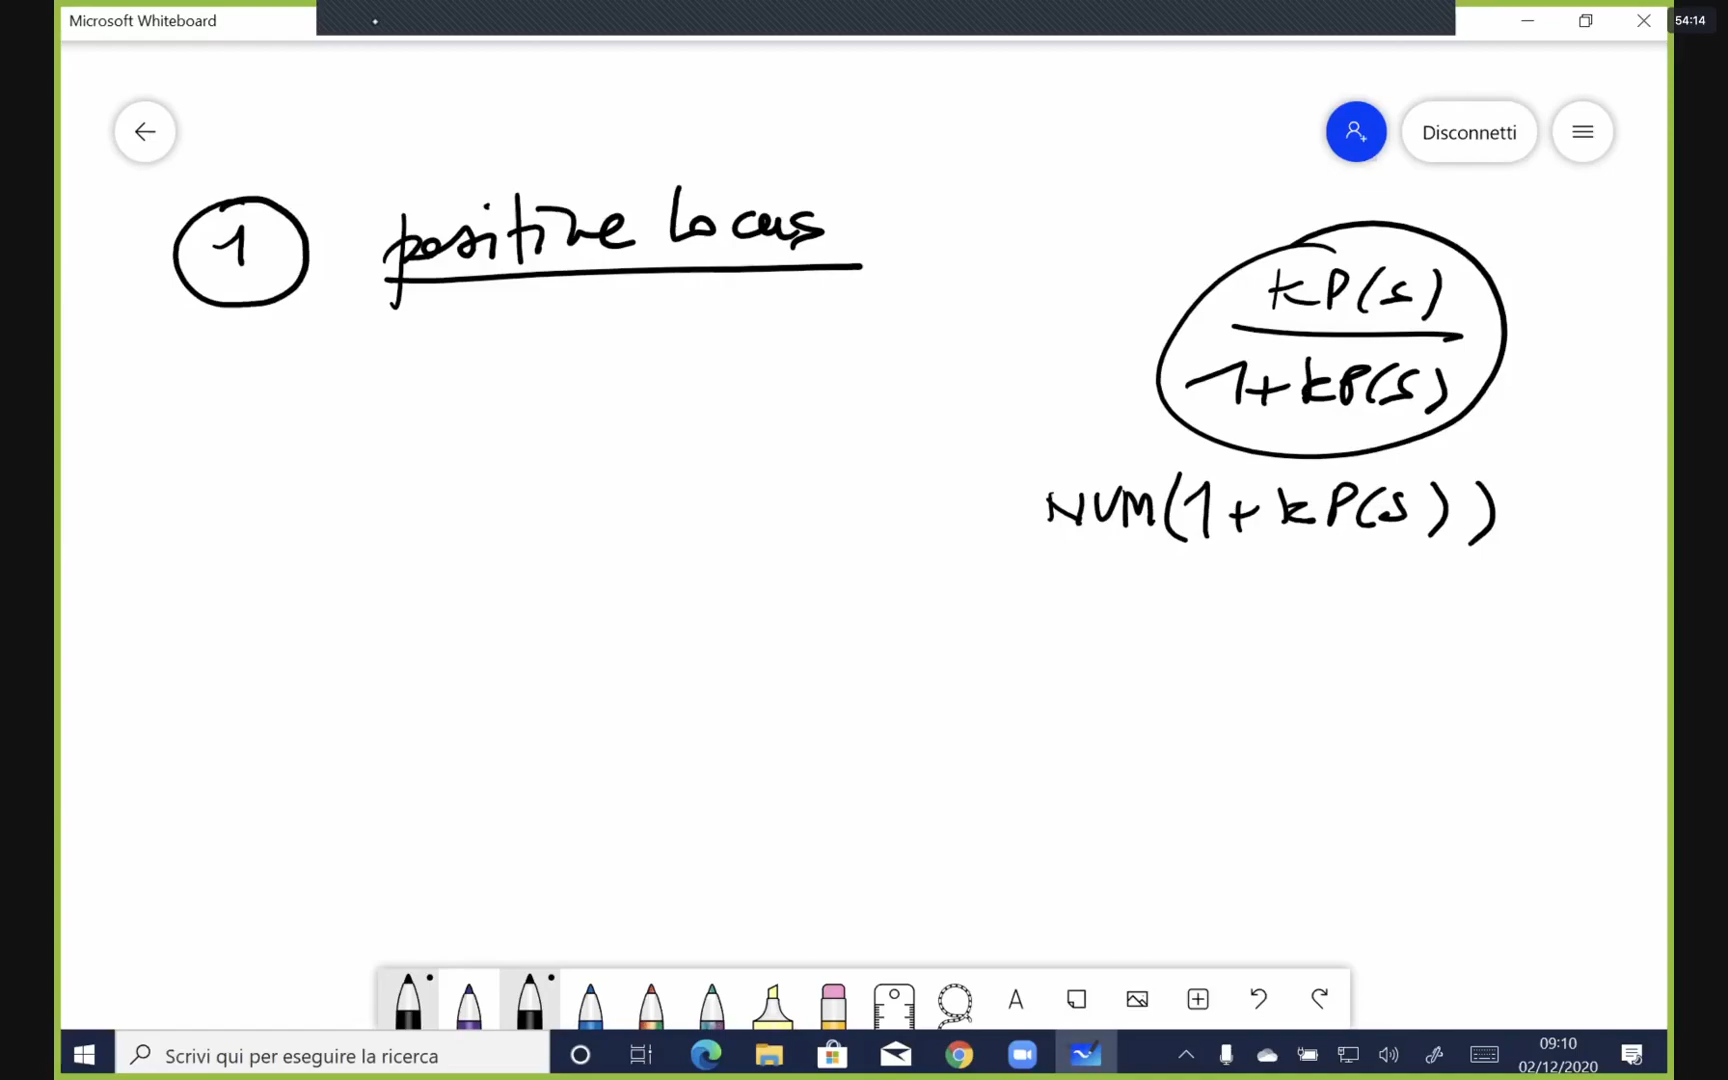 Microsoft Whiteboard
54:14
Disconnetti
1 positive locus
kP(s)
1+kP(s)
NUM(1+kP(s))
A
Scrivi qui per eseguire la ricerca
09:10
02/12/2020